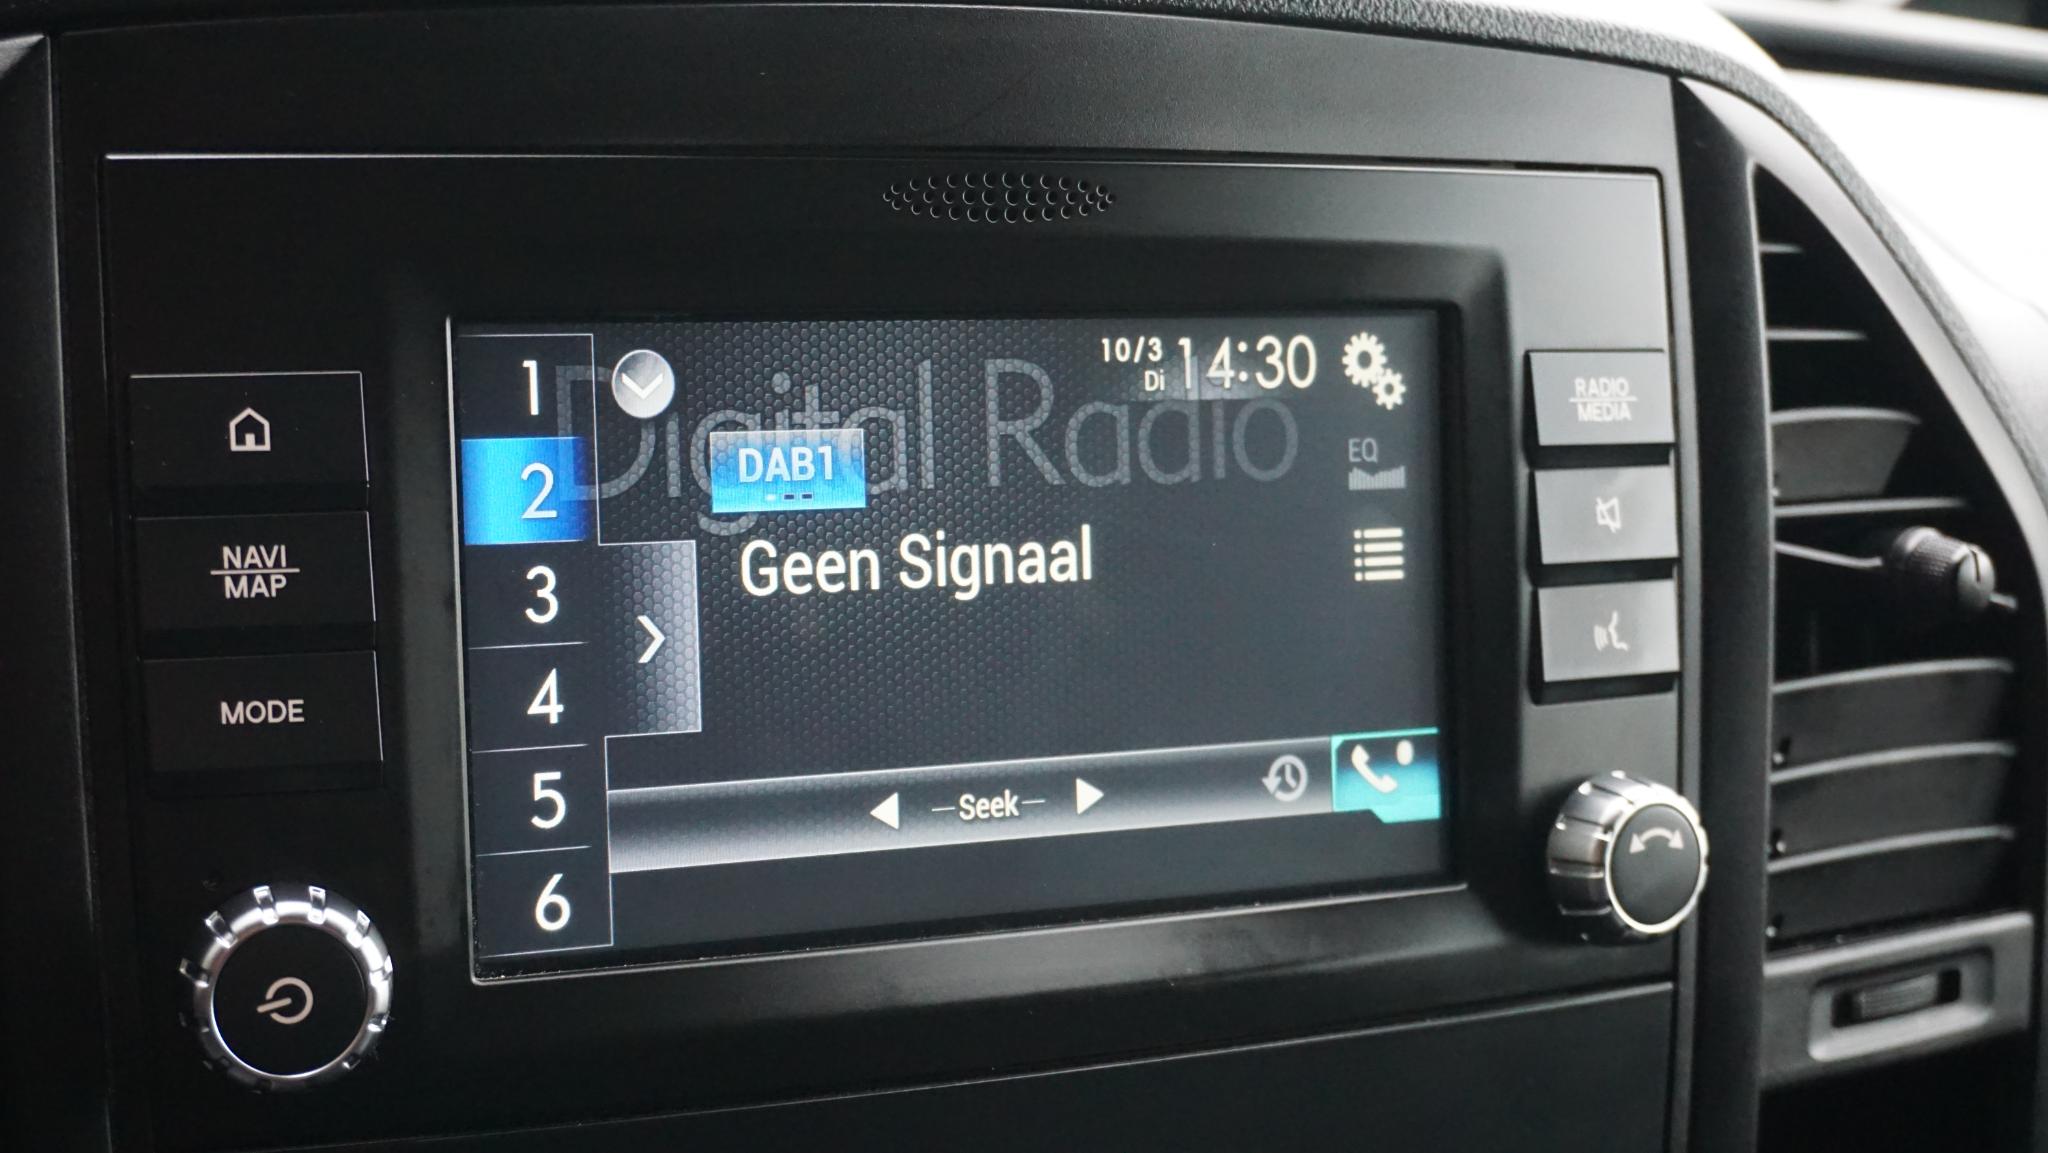 1
2
3
4
5
6
Digital Radio
10/3
Di
14:30
DAB1
EQ
Geen Signaal
Seek
NAVI
MAP
MODE
RADIO
MEDIA